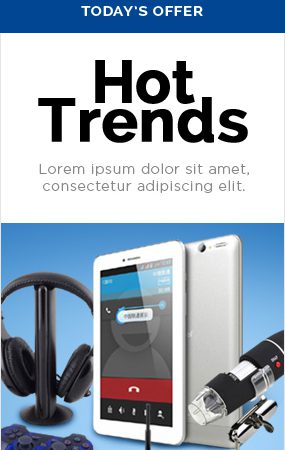 TODAY'S OFFER
Hot
Trends
Lorem ipsum dolor sit amet,
consectetur adipiscing elit.